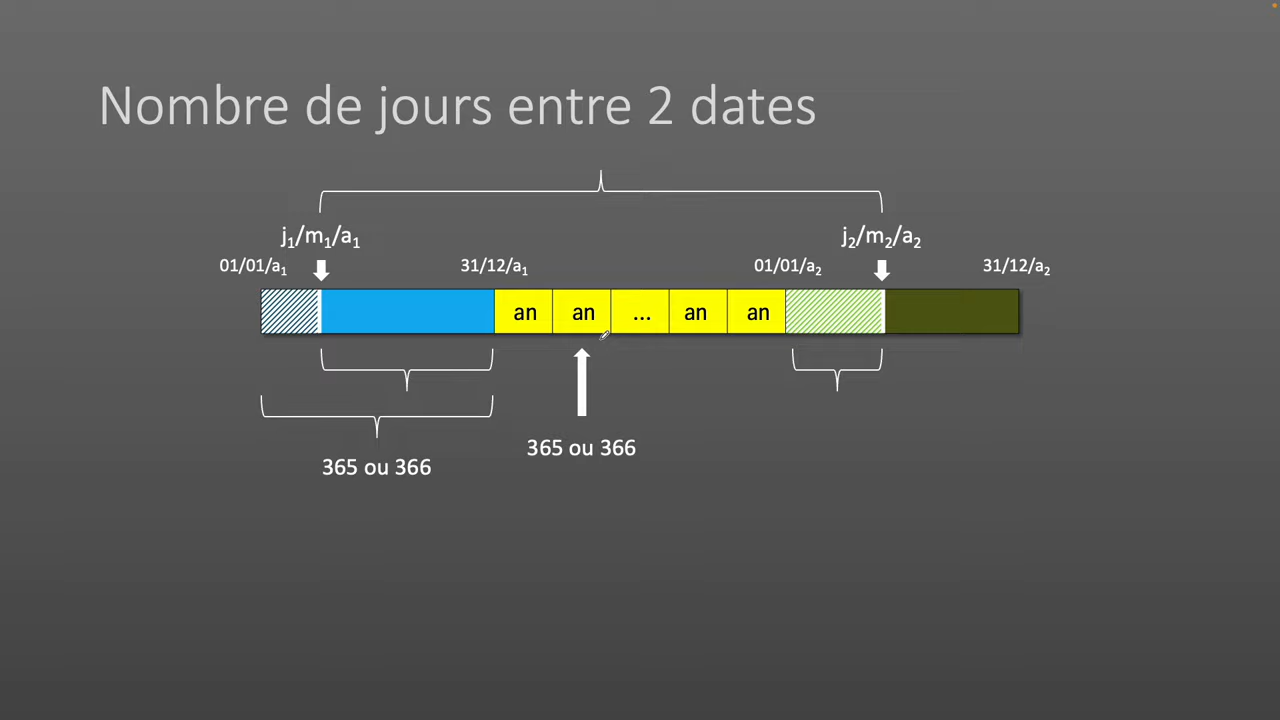 Nombre de jours entre 2 dates
j₁/m₁/a₁
j₂/m₂/a₂
01/01/a₁
31/12/a₁
01/01/a₂
31/12/a₂
an
an
...
an
an
365 ou 366
365 ou 366